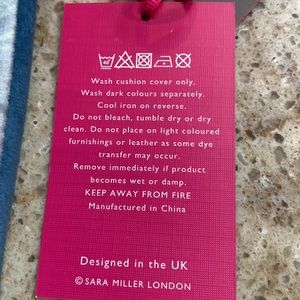 Wash cushion cover only.
Wash dark colours separately.
Cool iron on reverse.
Do not bleach, tumble dry or dry
clean. Do not place on light coloured
furnishings or leather as some dye
transfer may occur.
Remove immediately if product
becomes wet or damp.
KEEP AWAY FROM FIRE
Manufactured in China
Designed in the UK
© SARA MILLER LONDON